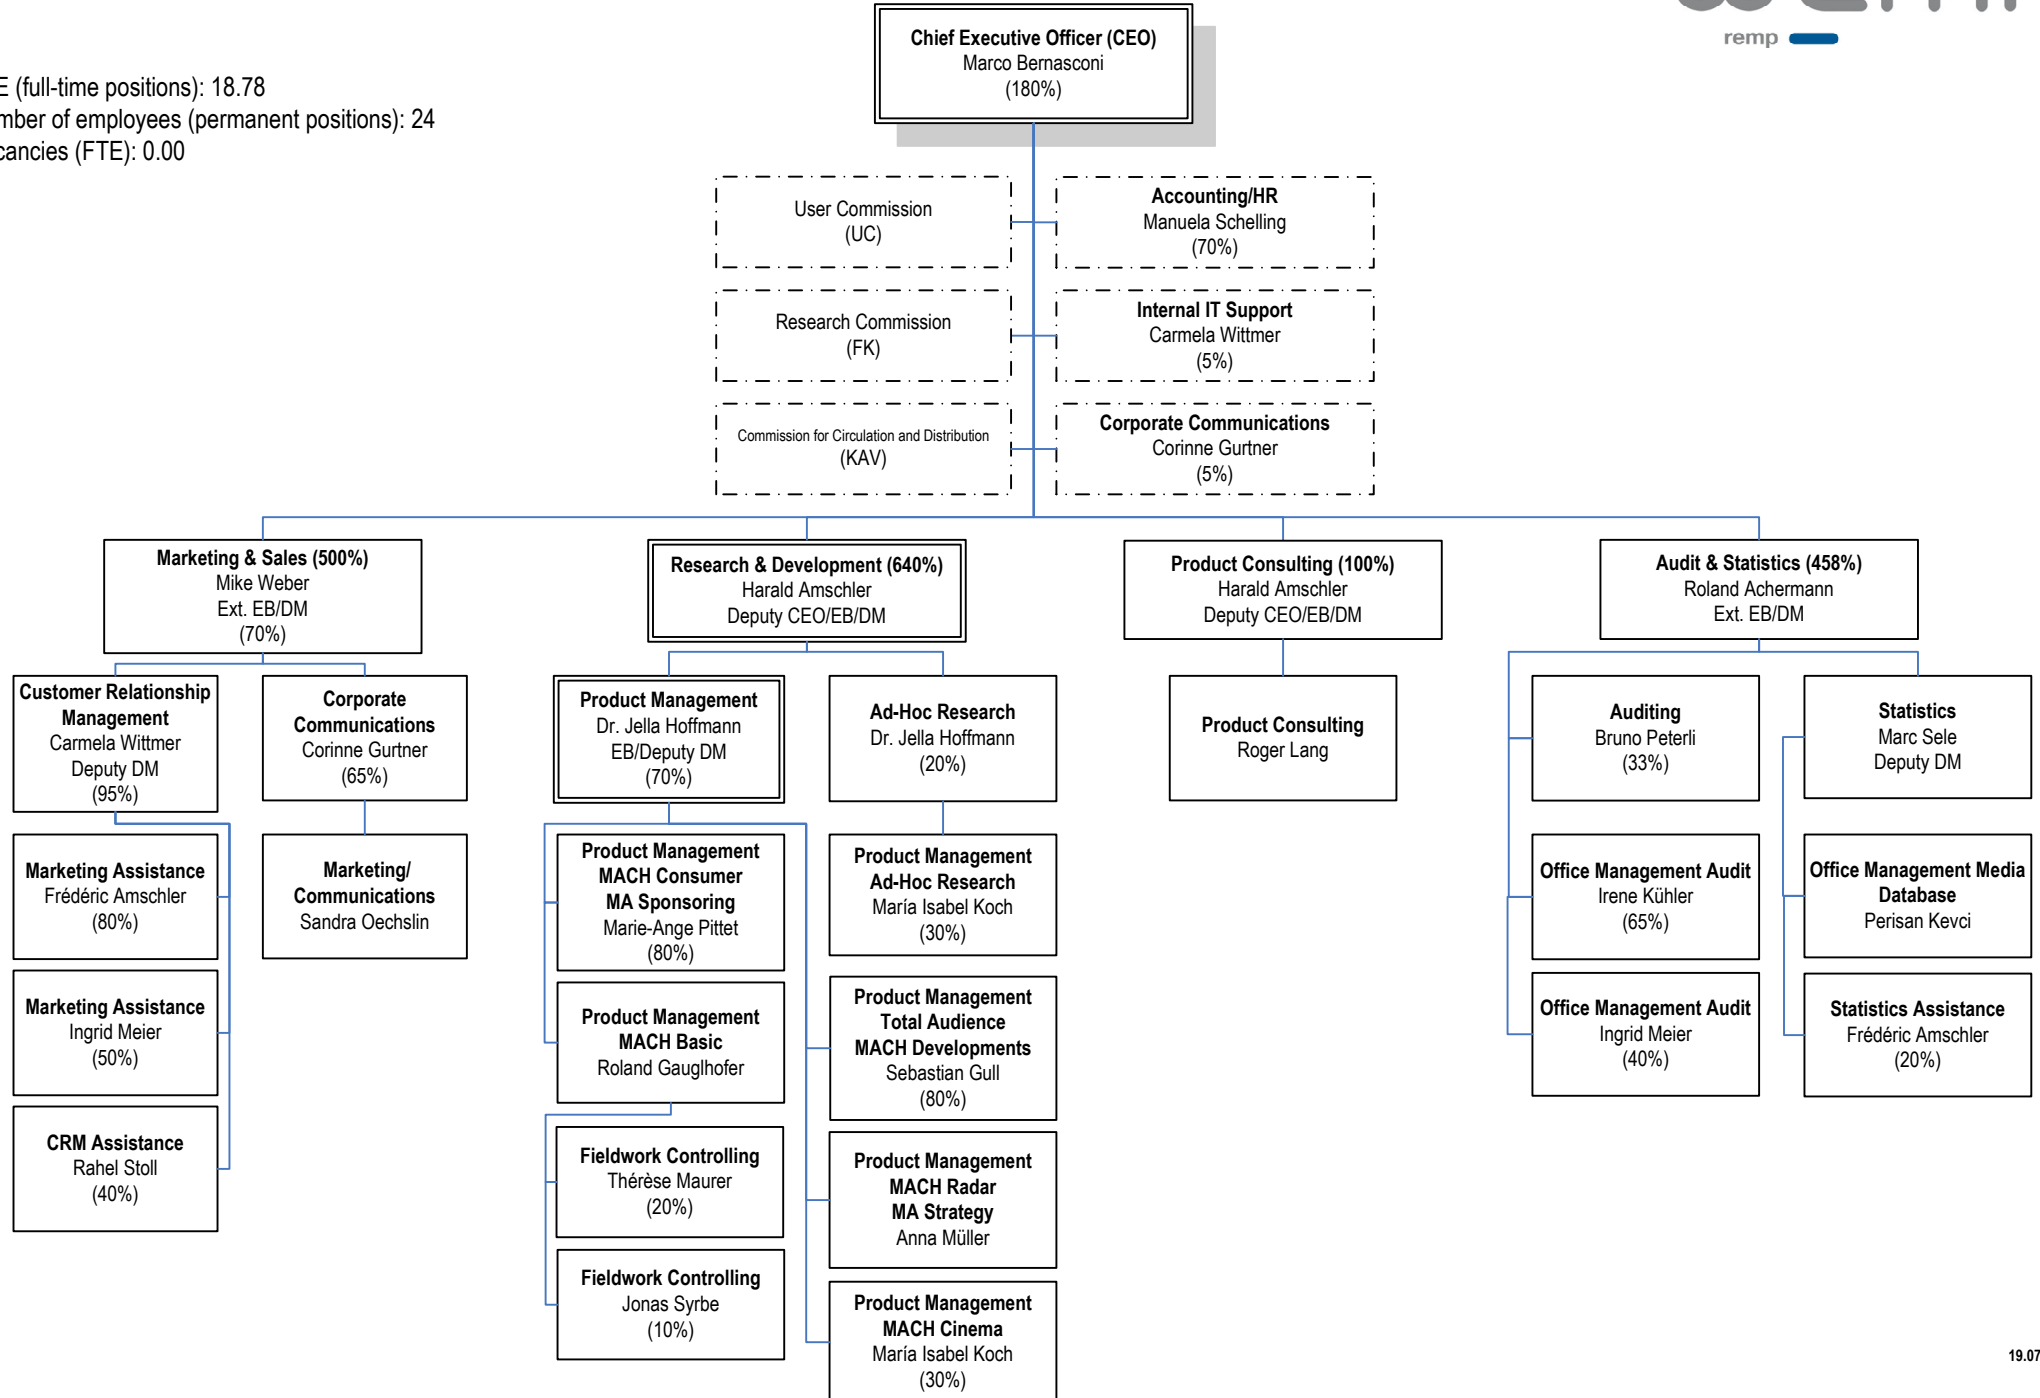 remp
Chief Executive Officer (CEO)
Marco Bernasconi
(180%)
(full-time positions): 18.78
of employees (permanent positions): 24
(FTE): 0.00
User Commission
(UC)
Accounting/HR
Manuela Schelling
(70%)
Research Commission
(FK)
Internal IT Support
Carmela Wittmer
(5%)
Commission for Circulation and Distribution
(KAV)
Corporate Communications
Corinne Gurtner
(5%)
Marketing & Sales (500%)
Mike Weber
Ext. EB/DM
(70%)
Research & Development (640%)
Harald Amschler
Deputy CEO/EB/DM
Product Consulting (100%)
Harald Amschler
Deputy CEO/EB/DM
Audit & Statistics (458%)
Roland Achermann
Ext. EB/DM
Customer Relationship
Management
Carmela Wittmer
Deputy DM
(95%)
Corporate
Communications
Corinne Gurtner
(65%)
Product Management
Dr. Jella Hoffmann
EB/Deputy DM
(70%)
Ad-Hoc Research
Dr. Jella Hoffmann
(20%)
Product Consulting
Roger Lang
Auditing
Bruno Peterli
(33%)
Statistics
Marc Sele
Deputy DM
Marketing Assistance
Frédéric Amschler
(80%)
Marketing/
Communications
Sandra Oechslin
Product Management
MACH Consumer
MA Sponsoring
Marie-Ange Pittet
(80%)
Product Management
Ad-Hoc Research
María Isabel Koch
(30%)
Office Management Audit
Irene Kühler
(65%)
Office Management Media
Database
Perisan Kevci
Marketing Assistance
Ingrid Meier
(50%)
Product Management
MACH Basic
Roland Gauglhofer
Product Management
Total Audience
MACH Developments
Sebastian Gull
(80%)
Office Management Audit
Ingrid Meier
(40%)
Statistics Assistance
Frédéric Amschler
(20%)
CRM Assistance
Rahel Stoll
(40%)
Fieldwork Controlling
Thérèse Maurer
(20%)
Product Management
MACH Radar
MA Strategy
Anna Müller
Fieldwork Controlling
Jonas Syrbe
(10%)
Product Management
MACH Cinema
María Isabel Koch
(30%)
19.07